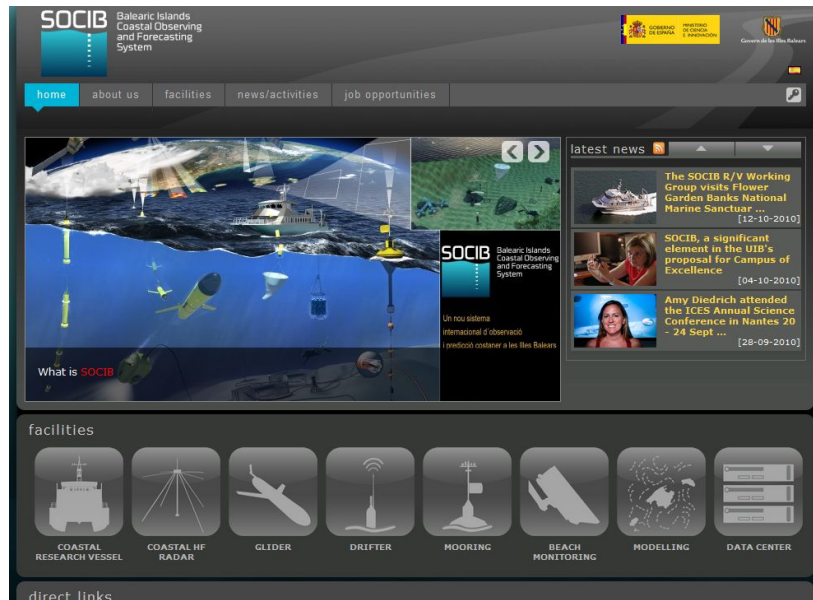 SOCIB
Balearic Islands
Coastal Observing
and Forecasting
System
GOBIERNO
DE ESPAÑA
MINISTERIO
DE CIENCIA
E INNOVACIÓN
Govern de les Illes Balears
home
about us
facilities
news/activities
job opportunities
SOCIB
Balearic Islands
Coastal Observing
and Forecasting
System
Un nou sistema
internacional d'observació
i predicció costaner a les Illes Balears
What is SOCIB
latest news
The SOCIB R/V Working
Group visits Flower
Garden Banks National
Marine Sanctuar ...
[12-10-2010]
SOCIB, a significant
element in the UIB's
proposal for Campus of
Excellence
[04-10-2010]
Amy Diedrich attended
the ICES Annual Science
Conference in Nantes 20
- 24 Sept ...
[28-09-2010]
facilities
COASTAL
RESEARCH VESSEL
COASTAL HF
RADAR
GLIDER
DRIFTER
MOORING
BEACH
MONITORING
MODELLING
DATA CENTER
direct links